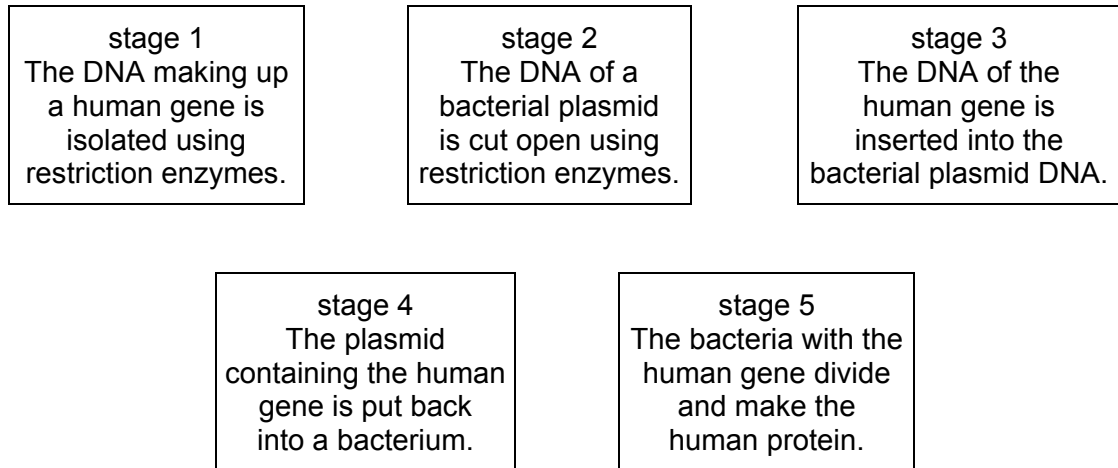 stage 1
The DNA making up
a human gene is
isolated using
restriction enzymes.
stage 2
The DNA of a
bacterial plasmid
is cut open using
restriction enzymes.
stage 3
The DNA of the
human gene is
inserted into the
bacterial plasmid DNA.
stage 4
The plasmid
containing the human
gene is put back
into a bacterium.
stage 5
The bacteria with the
human gene divide
and make the
human protein.